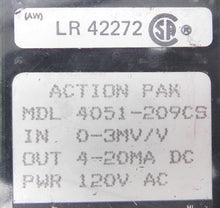 (AW)
LR 42272
ACTION PAK
MDL 4051-209CS
IN 0-3MV/V
OUT 4-20MA DC
PWR 120V AC